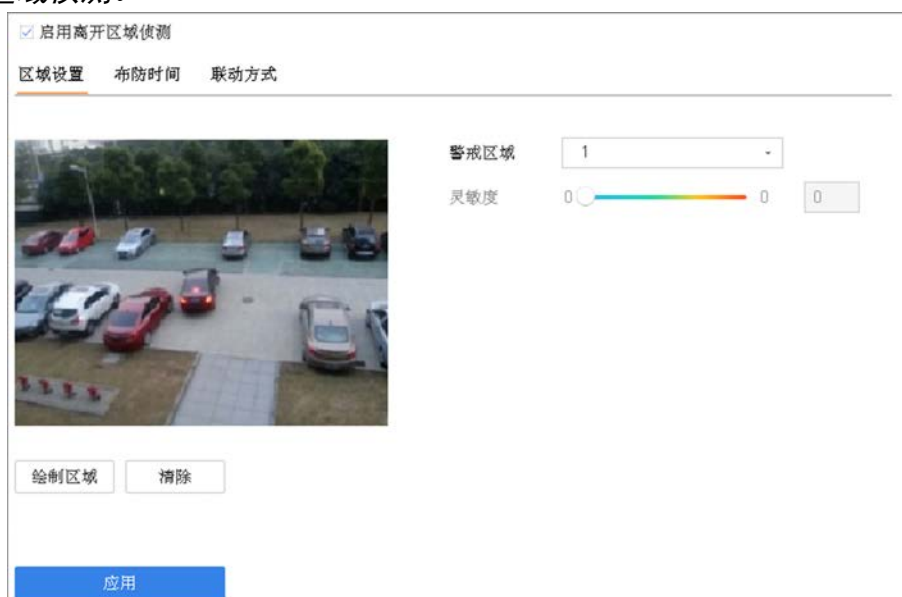 启用离开区域侦测
区域设置 布防时间 联动方式
警戒区域 1
灵敏度 0 0 0
绘制区域 清除
应用